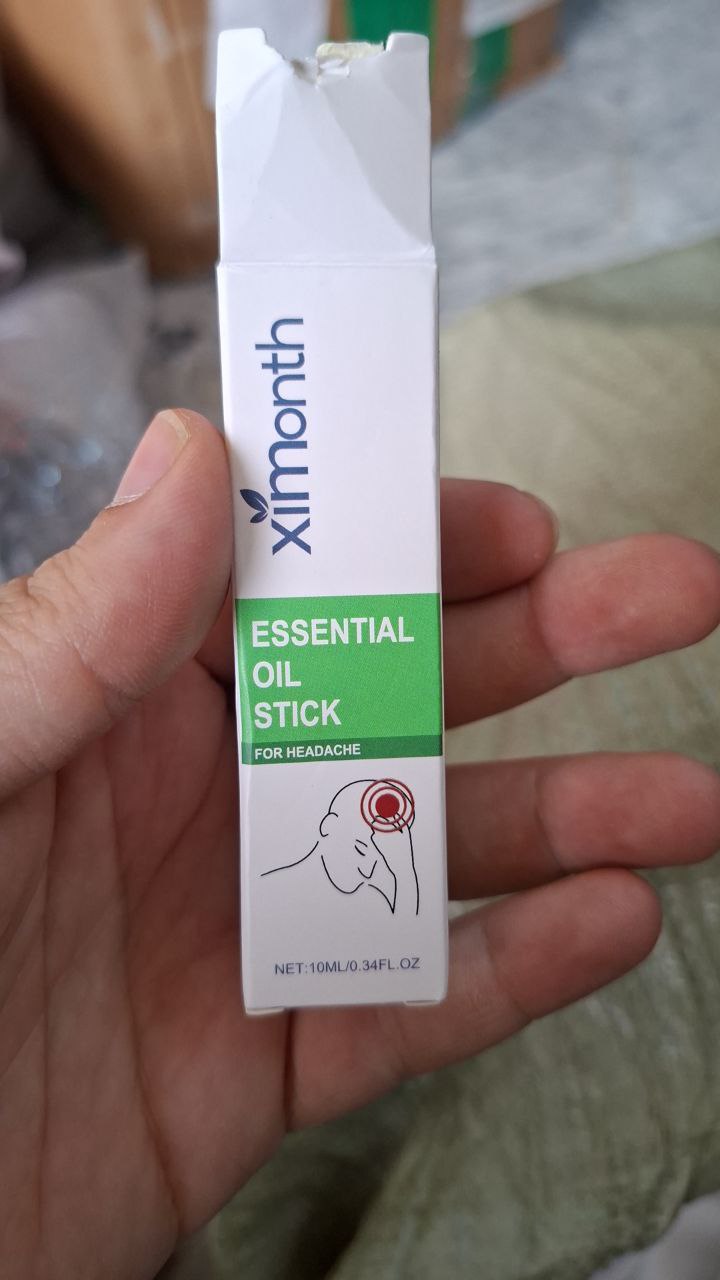 ximonth
ESSENTIAL
OIL
STICK
FOR HEADACHE
NET:10ML/0.34FL.OZ